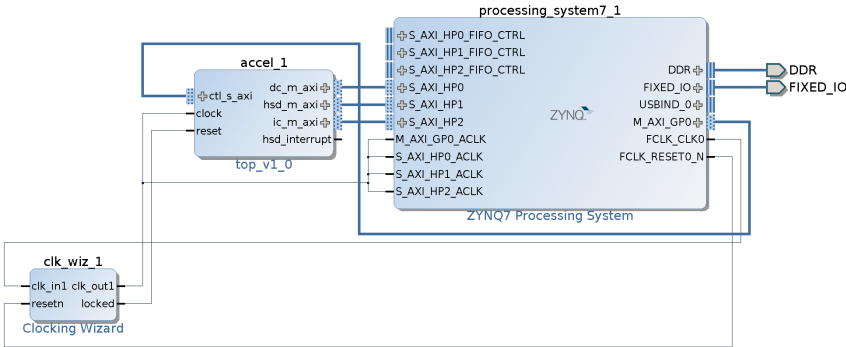 processing_system7_1
S_AXI_HP0_FIFO_CTRL
S_AXI_HP1_FIFO_CTRL
S_AXI_HP2_FIFO_CTRL
S_AXI_HP0
S_AXI_HP1
S_AXI_HP2
M_AXI_GP0_ACLK
S_AXI_HP0_ACLK
S_AXI_HP1_ACLK
S_AXI_HP2_ACLK
ZYNQ
DDR
FIXED_IO
USBIND_0
M_AXI_GP0
FCLK_CLK0
FCLK_RESET0_N
ZYNQ7 Processing System
DDR
FIXED_IO
accel_1
ctl_s_axi
clock
reset
dc_m_axi
hsd_m_axi
ic_m_axi
hsd_interrupt
top_v1_0
clk_wiz_1
clk_in1 clk_out1
resetn locked
Clocking Wizard